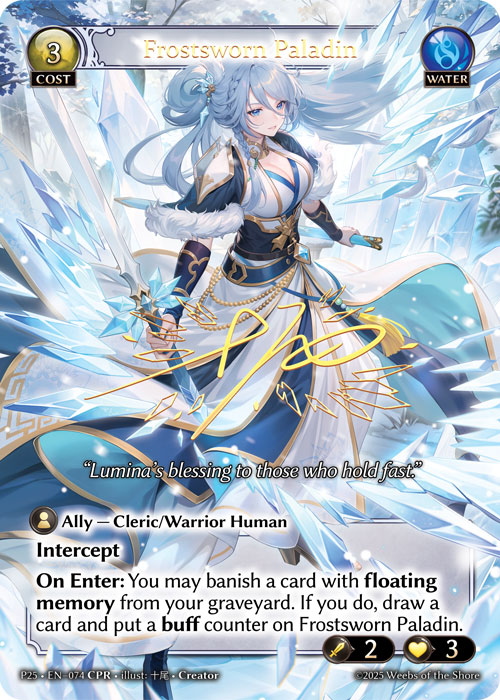 3
COST
Frostsworn Paladin
WATER
“Lumina’s blessing to those who hold fast.”
Ally — Cleric/Warrior Human
Intercept
On Enter: You may banish a card with floating
memory from your graveyard. If you do, draw a
card and put a buff counter on Frostsworn Paladin.
2
3
P25 • EN-074 CPR • illust: 十尾 • Creator
©2025 Weebs of the Shore